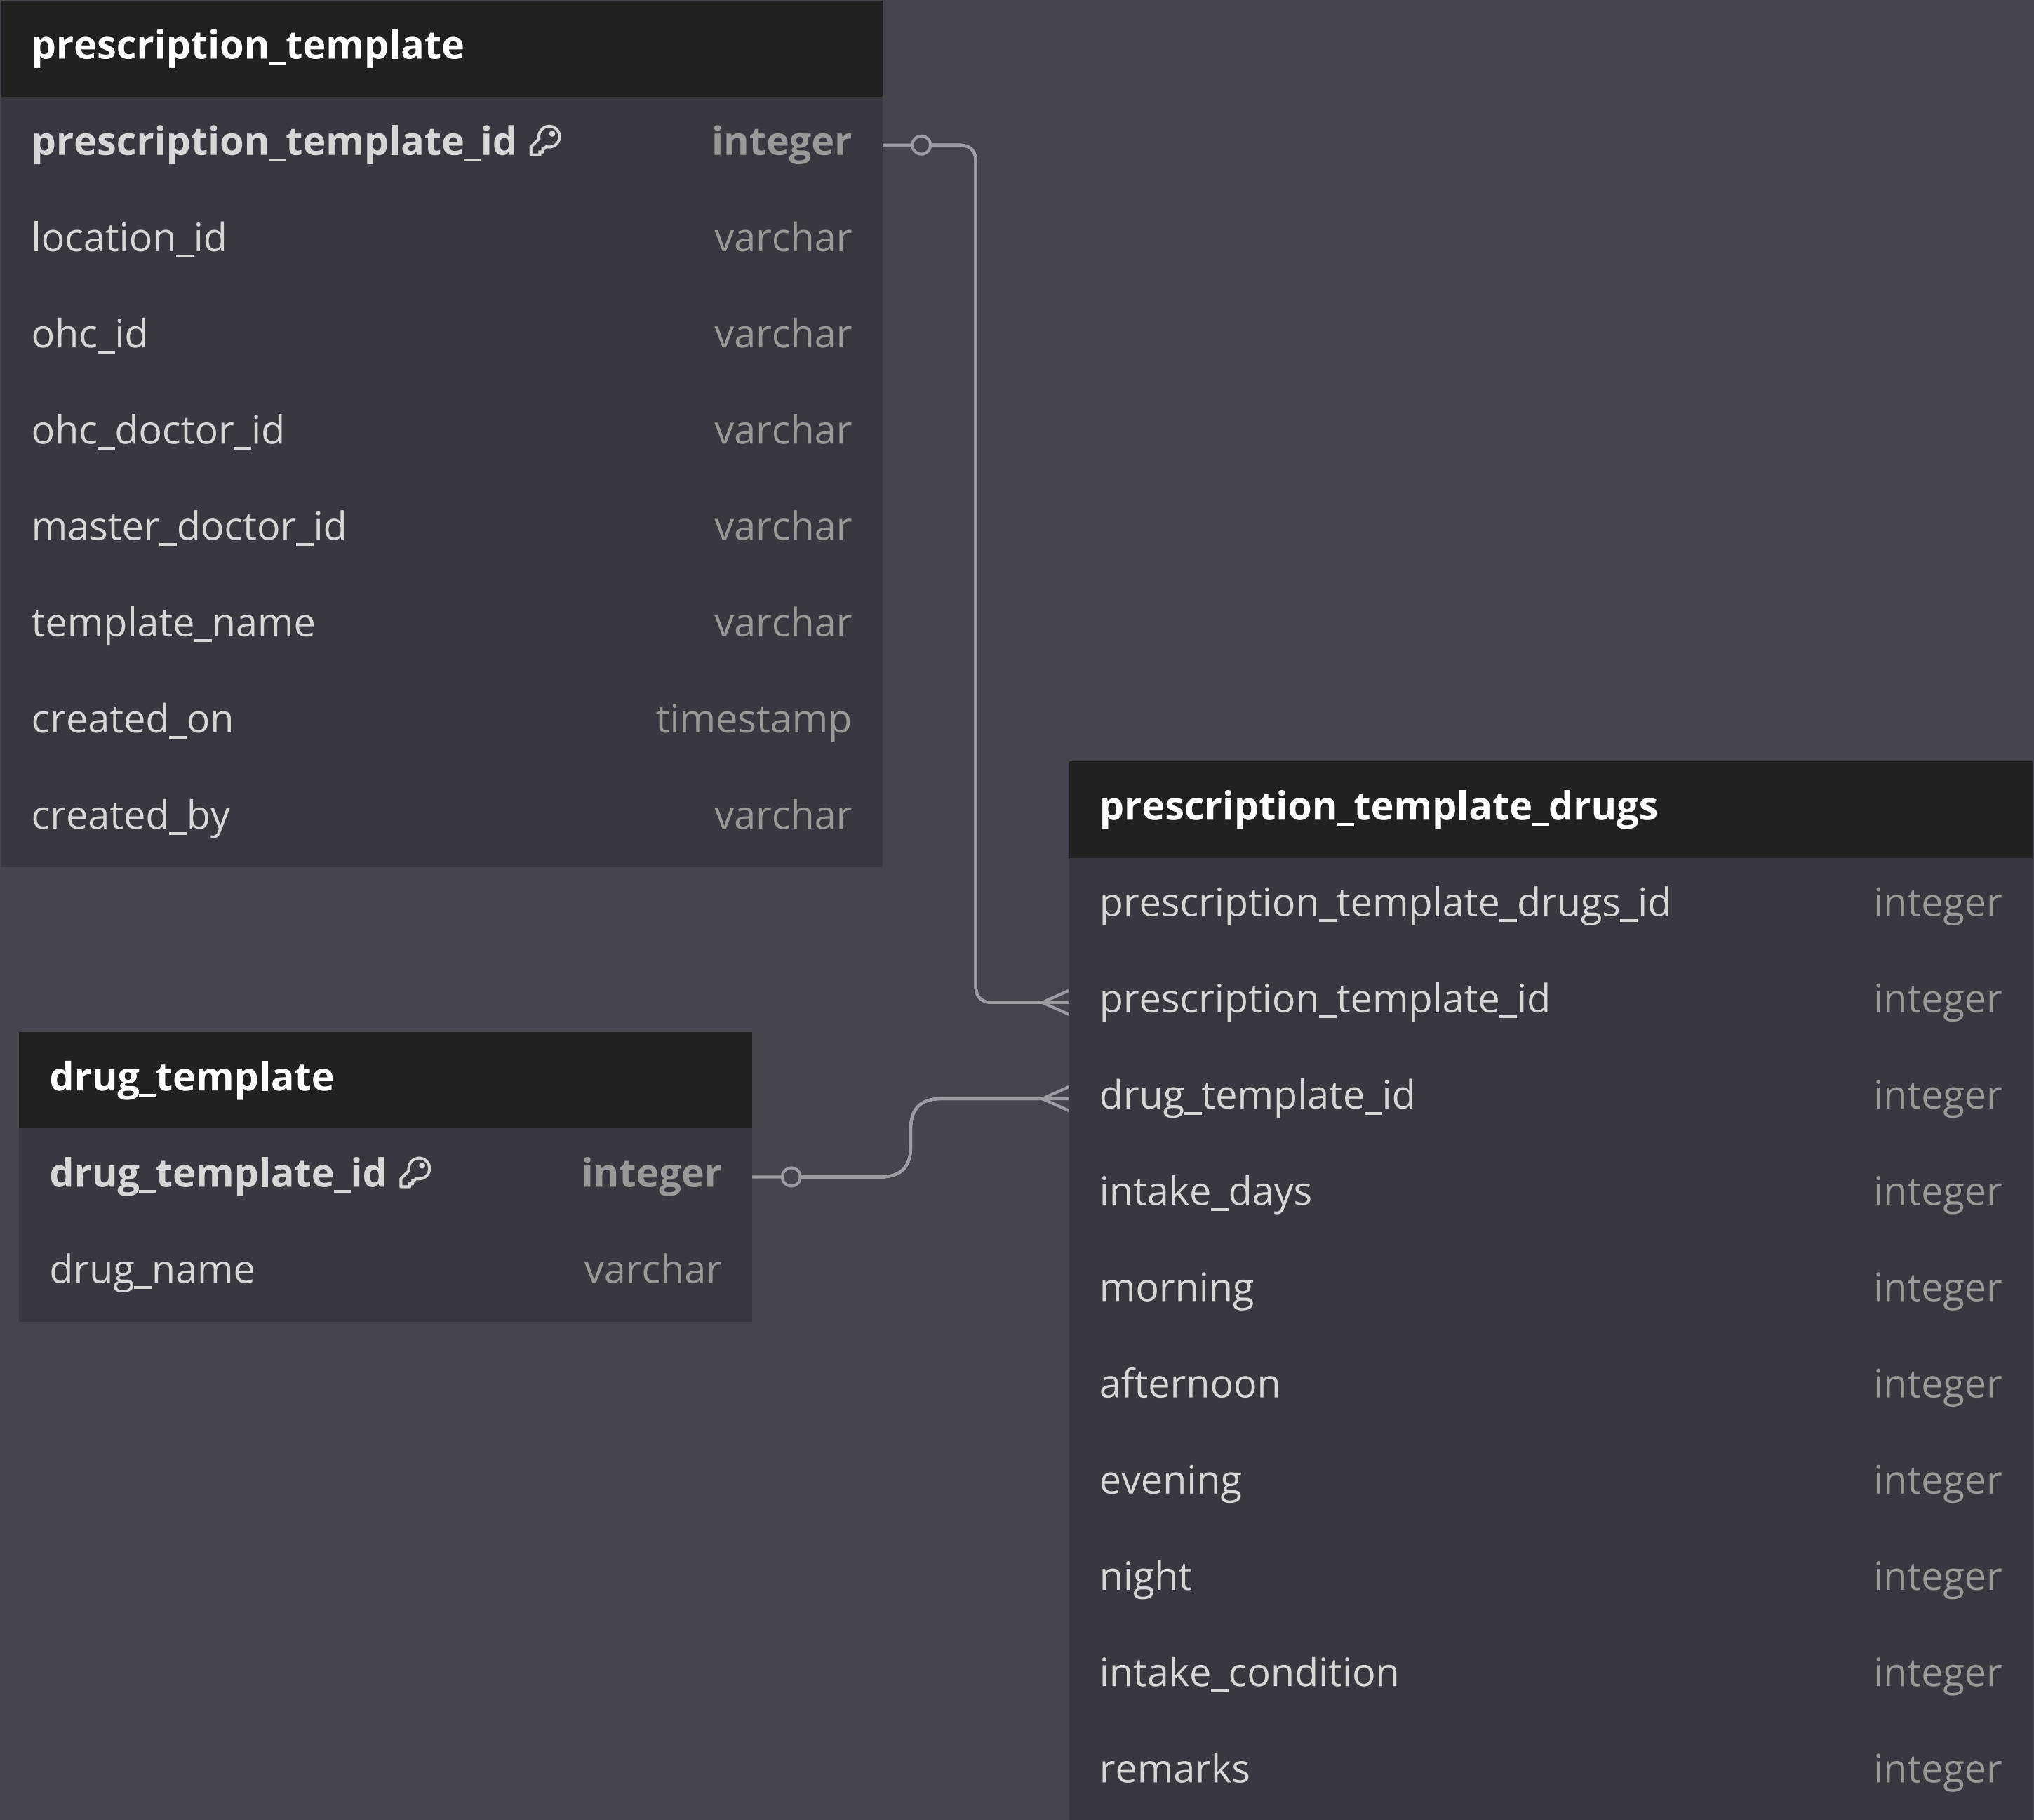 prescription_template
prescription_template_id integer
location_id varchar
ohc_id varchar
ohc_doctor_id varchar
master_doctor_id varchar
template_name varchar
created_on timestamp
created_by varchar
drug_template
drug_template_id integer
drug_name varchar
prescription_template_drugs
prescription_template_drugs_id integer
prescription_template_id integer
drug_template_id integer
intake_days integer
morning integer
afternoon integer
evening integer
night integer
intake_condition integer
remarks integer